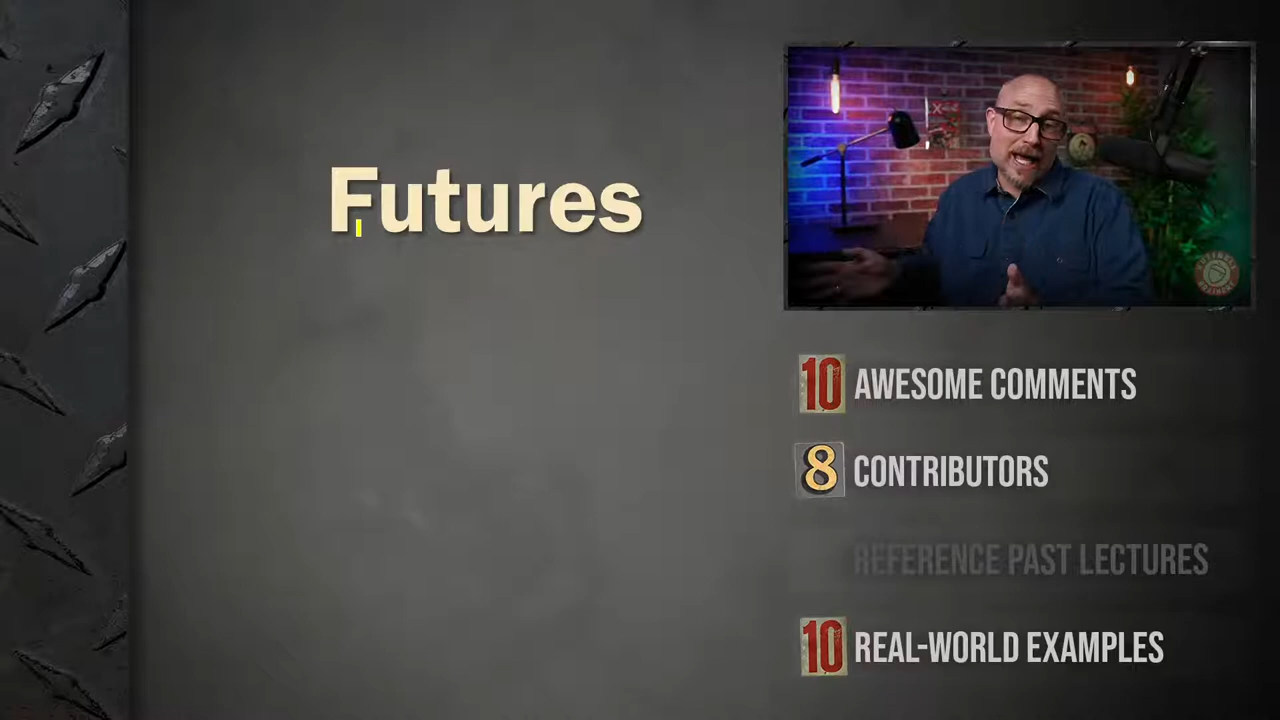 Futures
10 AWESOME COMMENTS
8 CONTRIBUTORS
REFERENCE PAST LECTURES
10 REAL-WORLD EXAMPLES